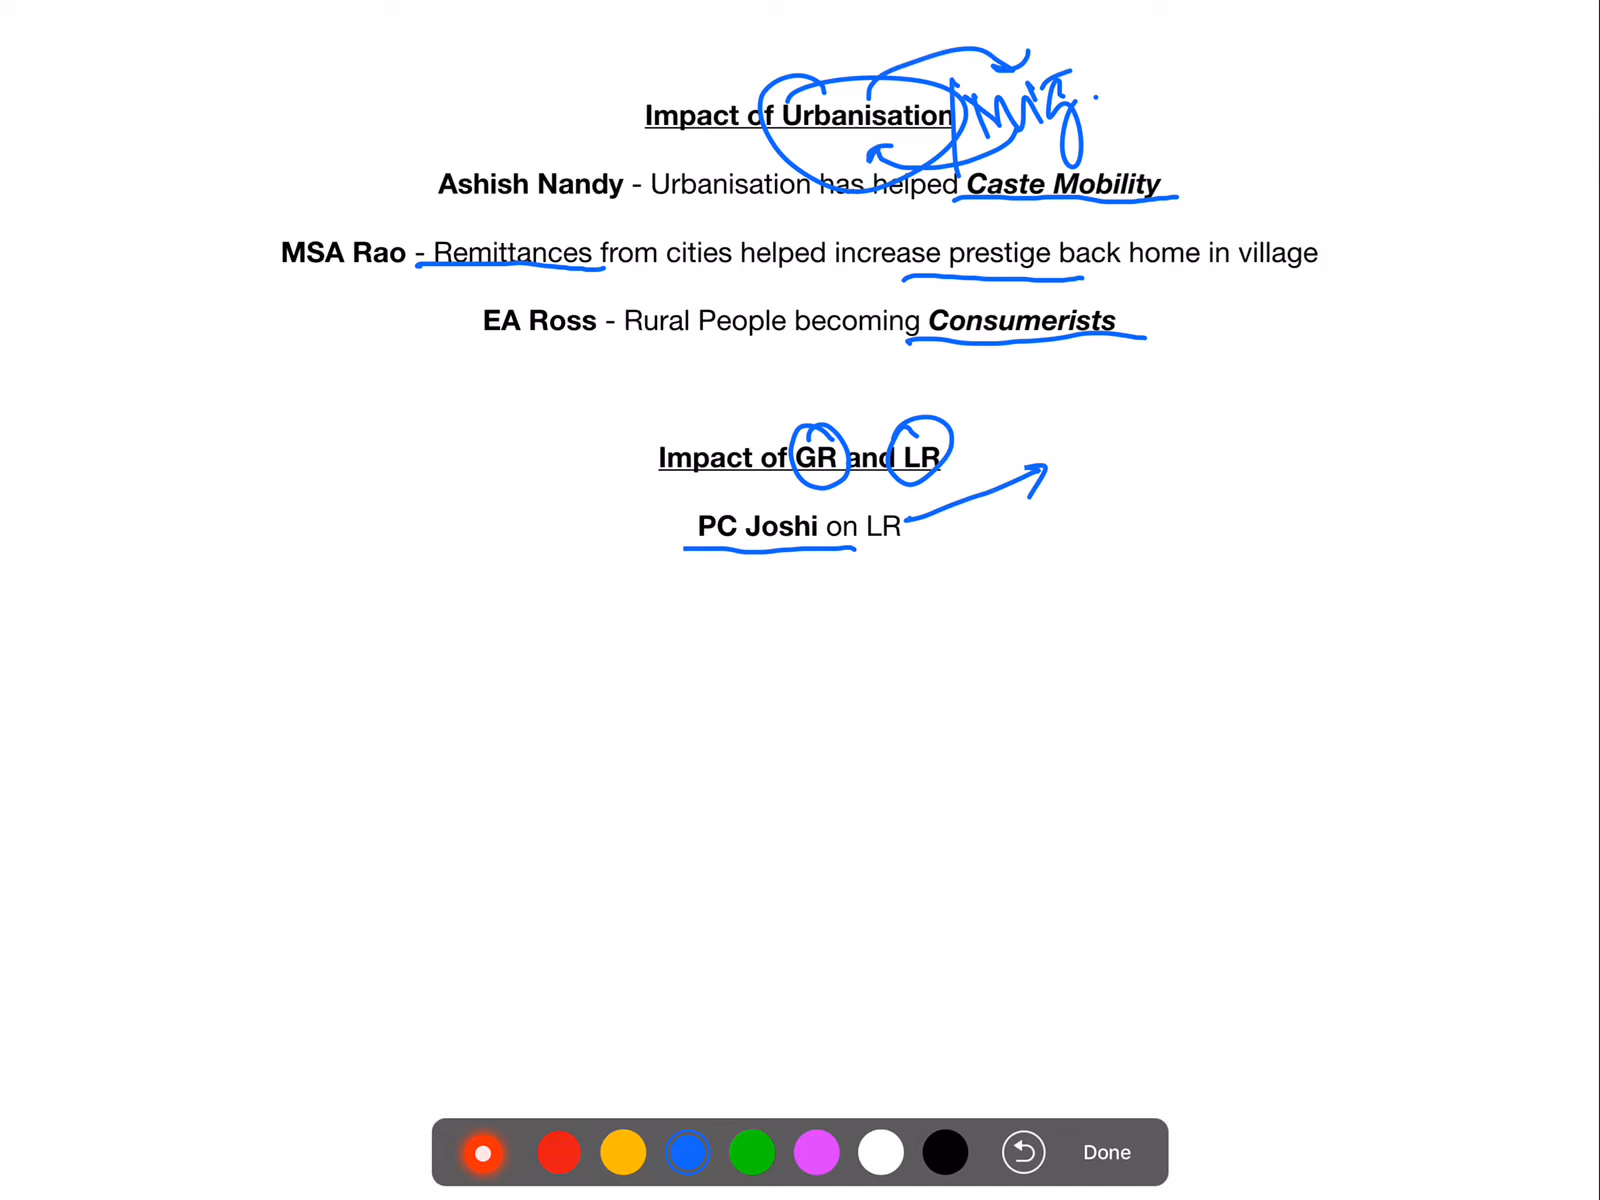 Impact of Urbanisation Mig.
Ashish Nandy - Urbanisation has helped Caste Mobility
MSA Rao - Remittances from cities helped increase prestige back home in village
EA Ross - Rural People becoming Consumerists
Impact of GR and LR
PC Joshi on LR
Done